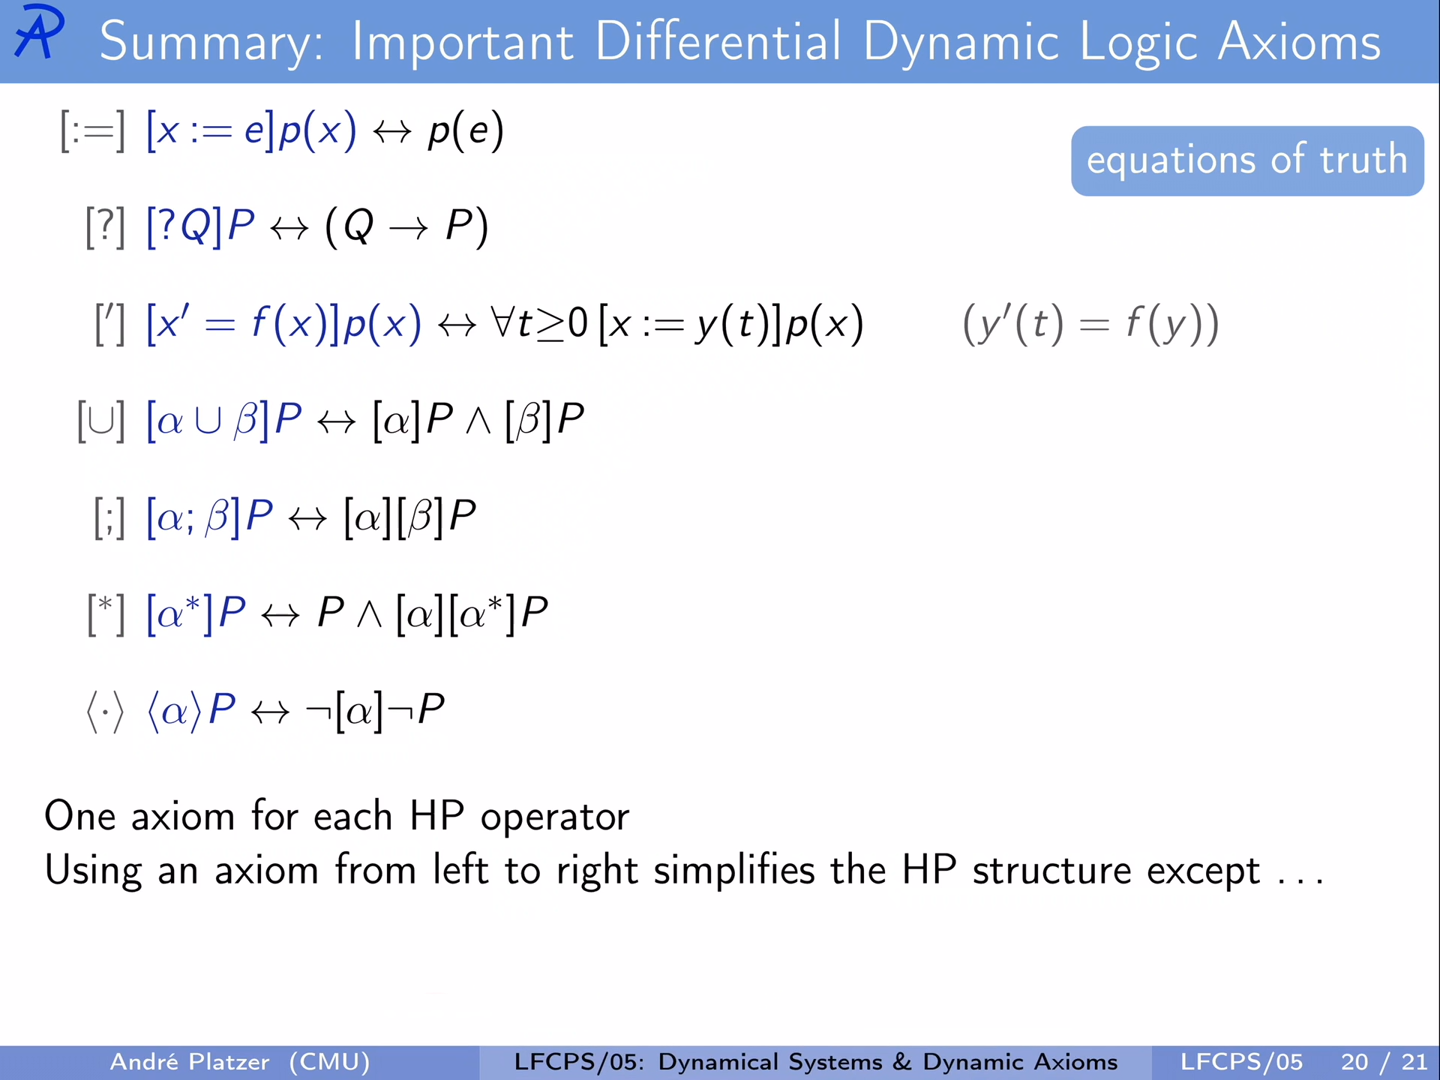 Summary: Important Differential Dynamic Logic Axioms
[:=] [x := e]p(x) ↔ p(e)
equations of truth
[?] [?Q]P ↔ (Q → P)
['] [x′ = f(x)]p(x) ↔ ∀t≥0 [x := y(t)]p(x) (y′(t) = f(y))
[∪] [α ∪ β]P ↔ [α]P ∧ [β]P
[;] [α; β]P ↔ [α][β]P
[*] [α*]P ↔ P ∧ [α][α*]P
⟨·⟩ ⟨α⟩P ↔ ¬[α]¬P
One axiom for each HP operator
Using an axiom from left to right simplifies the HP structure except ...
André Platzer (CMU) LFCPS/05: Dynamical Systems & Dynamic Axioms LFCPS/05 20 / 21